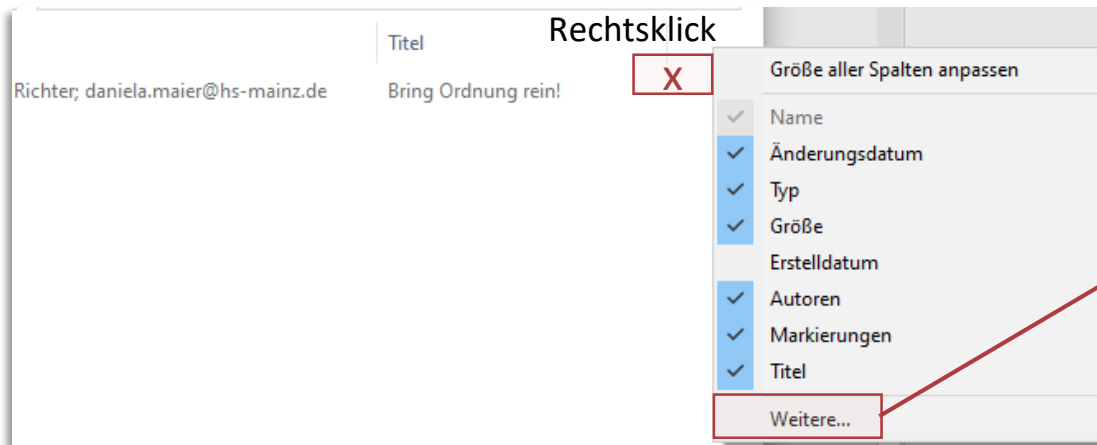 Rechtsklick
Titel
X
Richter; daniela.maier@hs-mainz.de Bring Ordnung rein!
Größe aller Spalten anpassen
Name
Änderungsdatum
Typ
Größe
Erstelldatum
Autoren
Markierungen
Titel
Weitere...